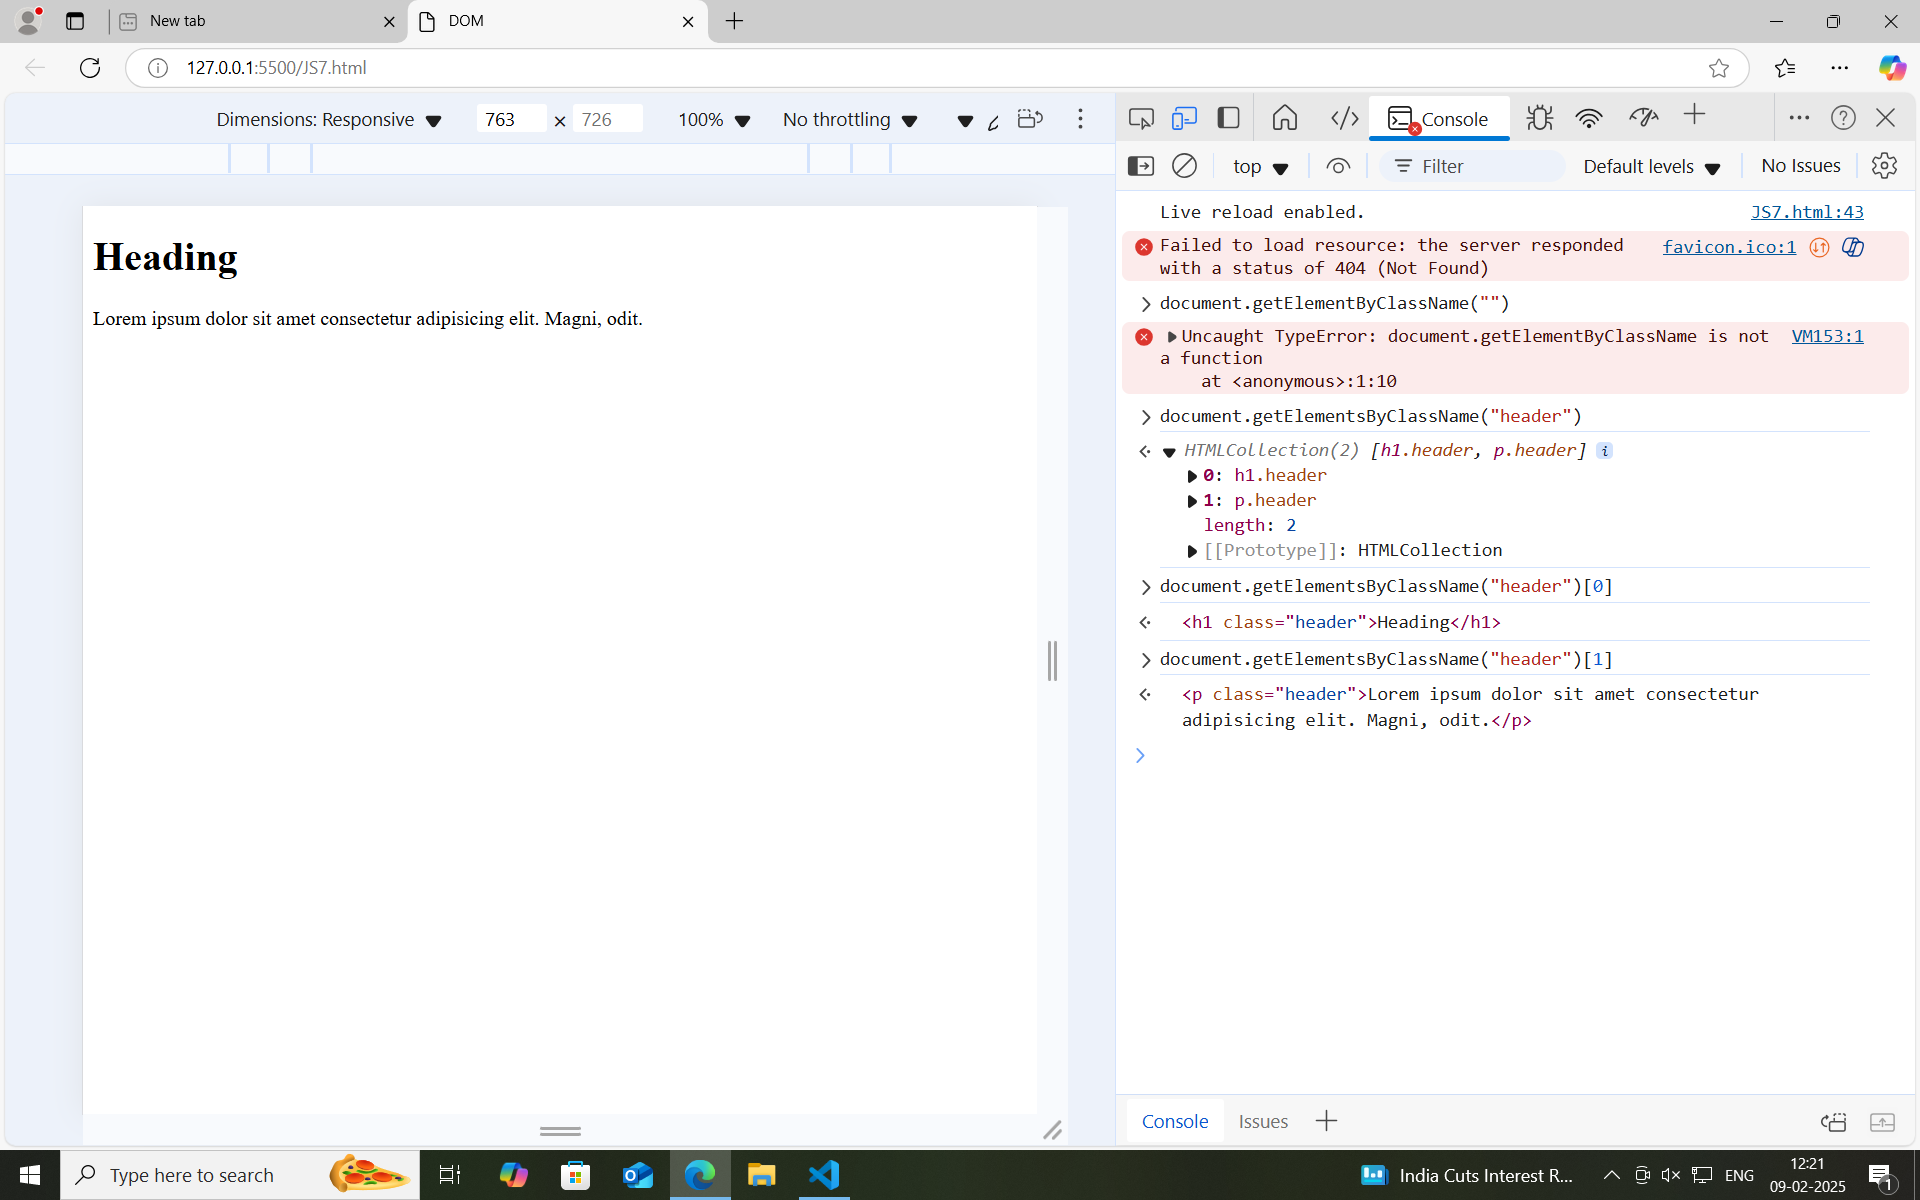 New tab
DOM
127.0.0.1:5500/JS7.html
Dimensions: Responsive 763 × 726 100% No throttling
Heading
Lorem ipsum dolor sit amet consectetur adipisicing elit. Magni, odit.
Console
top Filter Default levels No Issues
Live reload enabled. JS7.html:43
Failed to load resource: the server responded favicon.ico:1
with a status of 404 (Not Found)
document.getElementByClassName("")
Uncaught TypeError: document.getElementByClassName is not VM153:1
a function
at <anonymous>:1:10
document.getElementsByClassName("header")
HTMLCollection(2) [h1.header, p.header] i
0: h1.header
1: p.header
length: 2
[[Prototype]]: HTMLCollection
document.getElementsByClassName("header")[0]
<h1 class="header">Heading</h1>
document.getElementsByClassName("header")[1]
<p class="header">Lorem ipsum dolor sit amet consectetur
adipisicing elit. Magni, odit.</p>
Console Issues
Type here to search
India Cuts Interest R...
ENG
12:21
09-02-2025
1